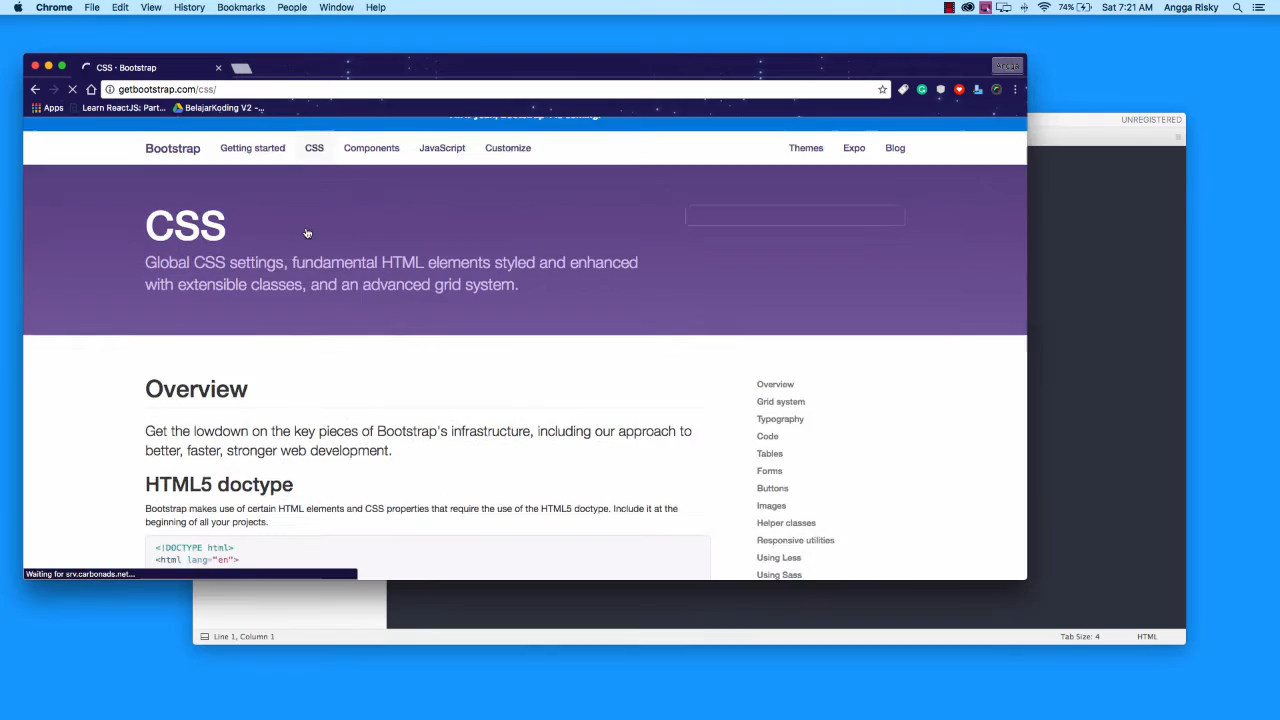 Chrome File Edit View History Bookmarks People Window Help 74% Sat 7:21 AM Angga Risky
CSS · Bootstrap
getbootstrap.com/css/
Apps Learn ReactJS: Part... BelajarKoding V2 -...
UNREGISTERED
Bootstrap Getting started CSS Components JavaScript Customize Themes Expo Blog
CSS
Global CSS settings, fundamental HTML elements styled and enhanced
with extensible classes, and an advanced grid system.
Overview
Get the lowdown on the key pieces of Bootstrap's infrastructure, including our approach to
better, faster, stronger web development.
HTML5 doctype
Bootstrap makes use of certain HTML elements and CSS properties that require the use of the HTML5 doctype. Include it at the
beginning of all your projects.
<!DOCTYPE html>
<html lang="en">
Overview
Grid system
Typography
Code
Tables
Forms
Buttons
Images
Helper classes
Responsive utilities
Using Less
Using Sass
Waiting for srv.carbonads.net...
Line 1, Column 1 Tab Size: 4 HTML